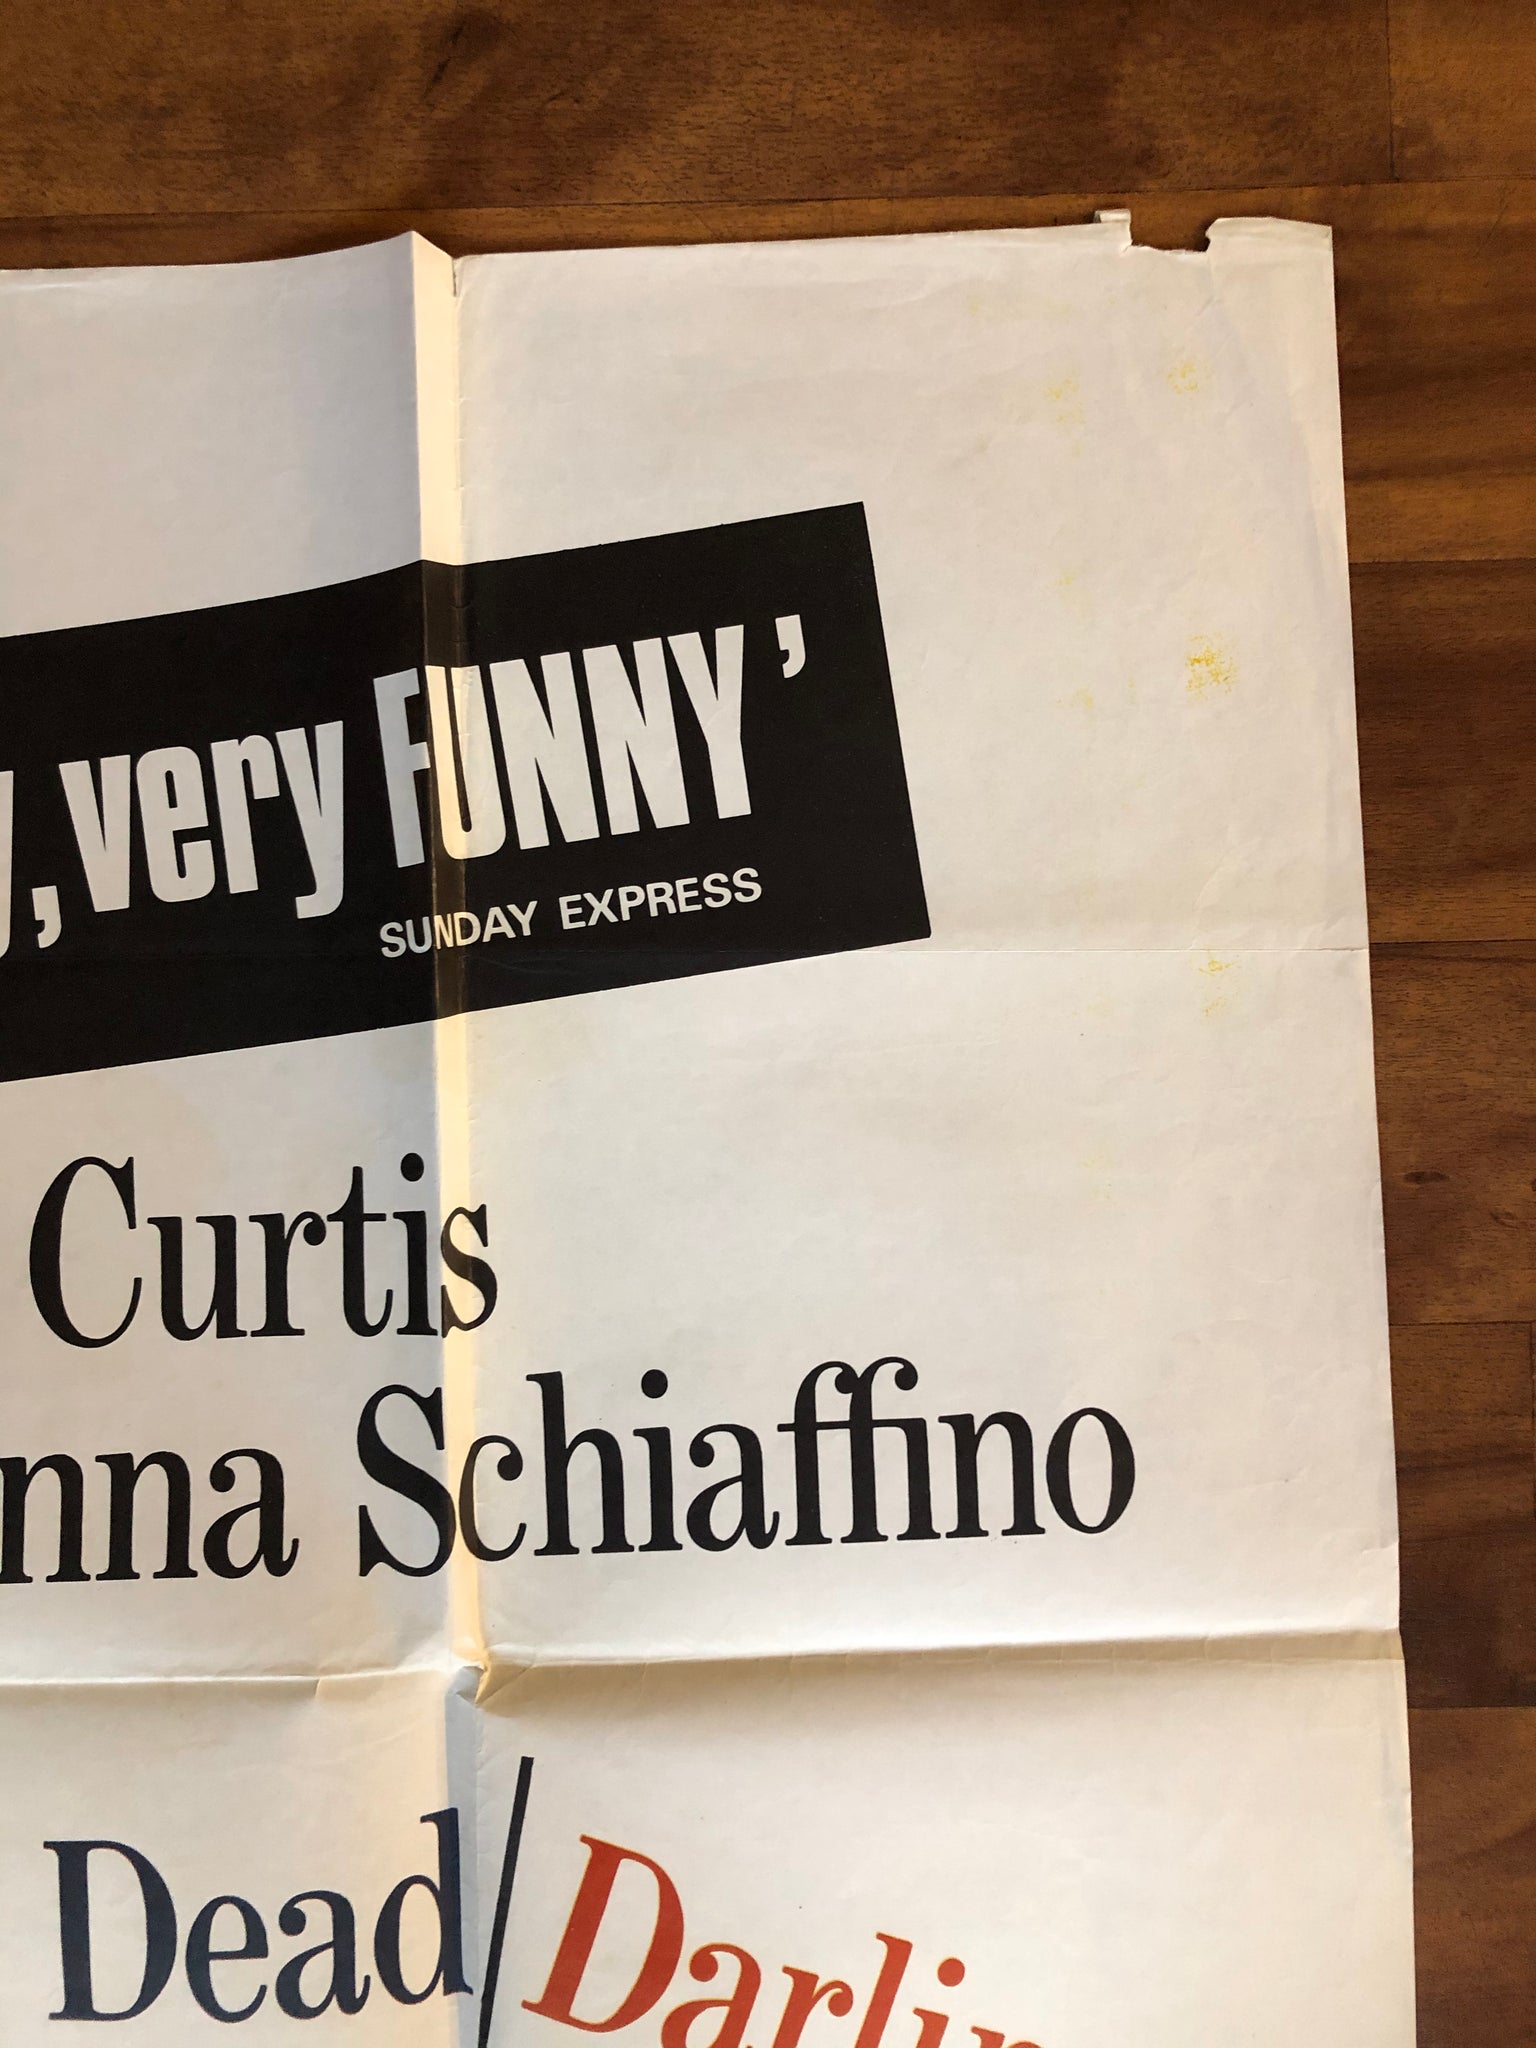 , very FUNNY'
SUNDAY EXPRESS
Curtis
nna Schiaffino
Dead/Darlin